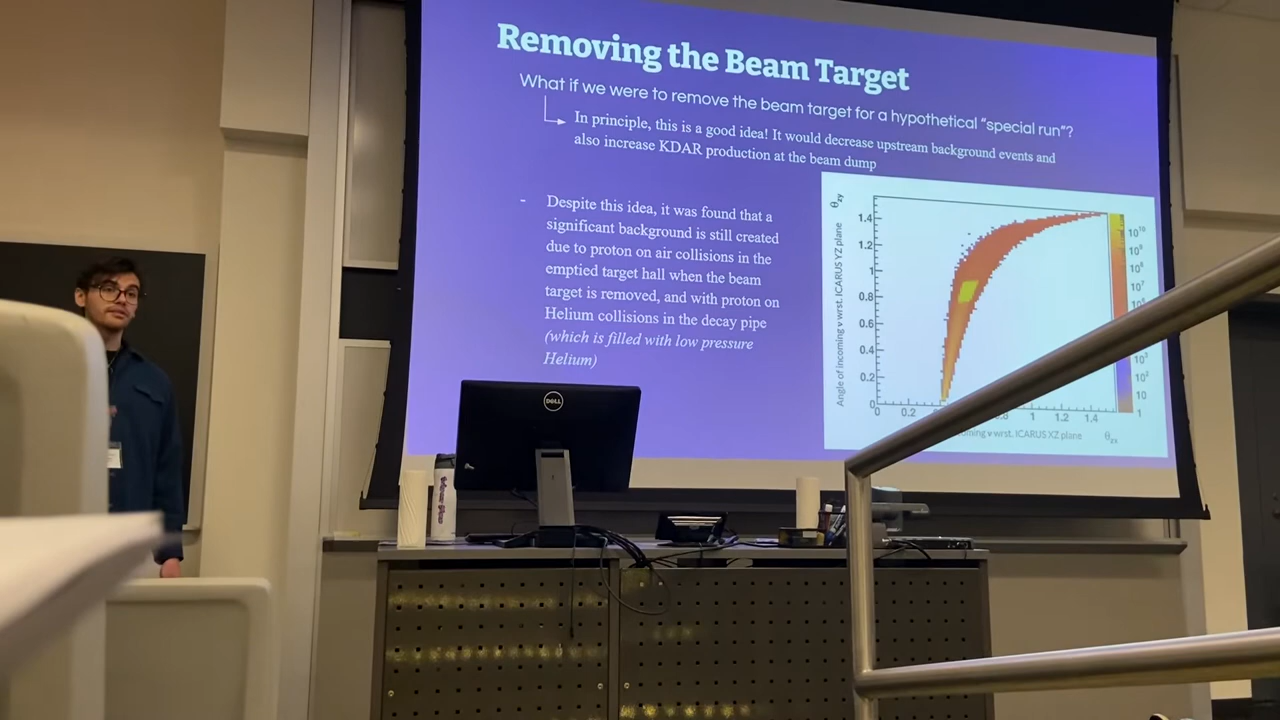 Removing the Beam Target
What if we were to remove the beam target for a hypothetical "special run"?
In principle, this is a good idea! It would decrease upstream background events and
also increase KDAR production at the beam dump
- Despite this idea, it was found that a
significant background is still created
due to proton on air collisions in the
emptied target hall when the beam
target is removed, and with proton on
Helium collisions in the decay pipe
(which is filled with low pressure
Helium)
Angle of incoming ν wrst. ICARUS YZ plane θzy
1.4
1.2
1
0.8
0.6
0.4
0.2
0
0 0.2 1 1.2 1.4
ν wrst. ICARUS XZ plane θzx
10¹⁰
10⁹
10⁸
10⁷
10³
10²
10
1
DELL